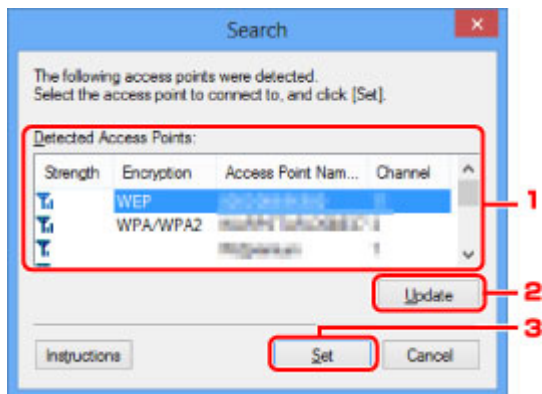 Search
The following access points were detected.
Select the access point to connect to, and click [Set].
Detected Access Points:
Strength Encryption Access Point Nam... Channel
WEP
WPA/WPA2
1
Update
2
3
Instructions Set Cancel